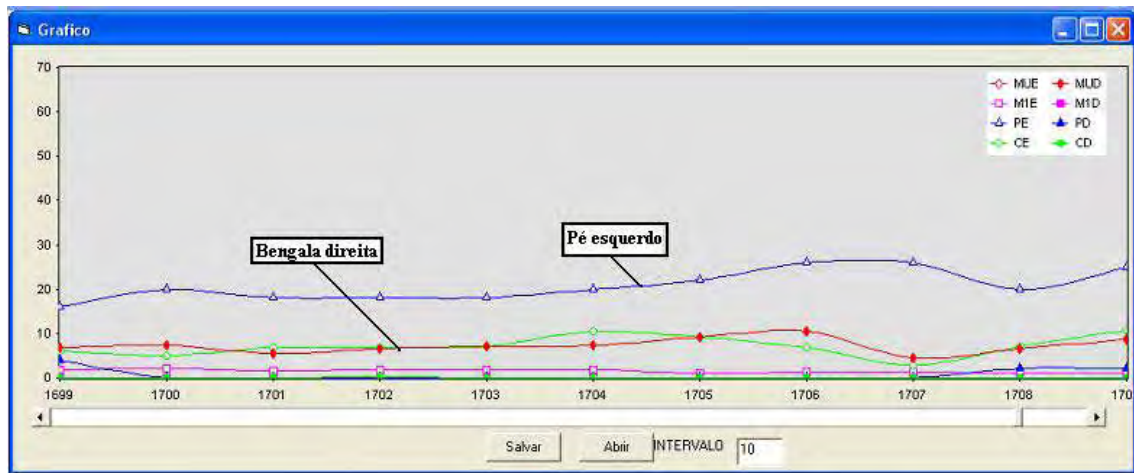 Grafico
70
60
50
40
30
20
10
0
MUE MUD
M1E M1D
PE PD
CE CD
Bengala direita
Pé esquerdo
1699 1700 1701 1702 1703 1704 1705 1706 1707 1708 170
Salvar Abrir INTERVALO 10